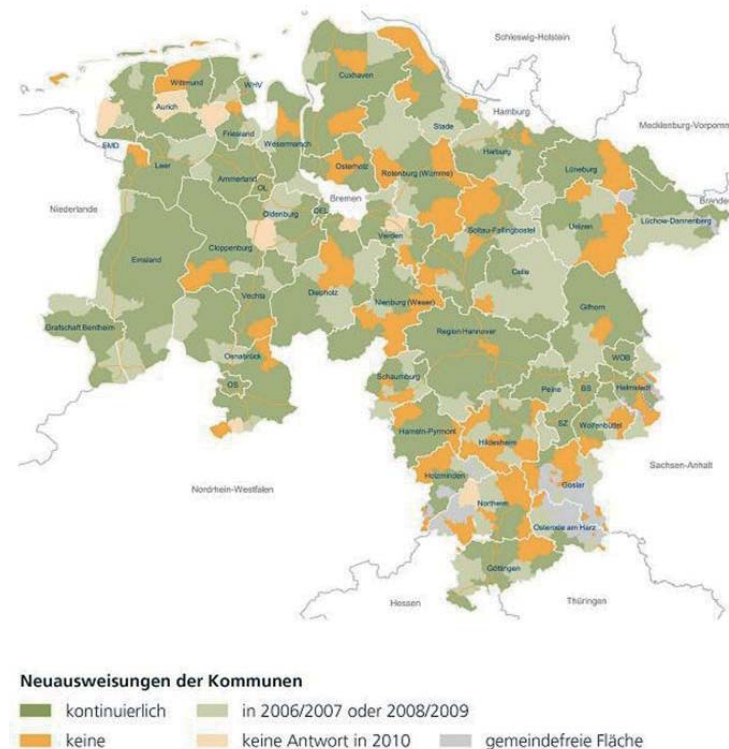 Schleswig-Holstein
Cuxhaven
Wittmund
WHV
Hamburg
Aurich
Mecklenburg-Vorpomm
Friesland
Stade
Wesermarsch
EMD
Harburg
Leer
Osterholz
Rotenburg (Wümme)
Lüneburg
Ammerland
OL
Bremen
Brande
Niederlande
DEL
Lüchow-Dannenberg
Oldenburg
Uelzen
Verden
Soltau-Fallingbostel
Cloppenburg
Emsland
Celle
Vechta
Diepholz
Nienburg (Weser)
Gifhorn
Grafschaft Bentheim
Region Hannover
Osnabrück
WOB
Schaumburg
Peine
BS
Helmstedt
OS
SZ
Wolfenbüttel
Hameln-Pyrmont
Hildesheim
Sachsen-Anhalt
Holzminden
Goslar
Nordrhein-Westfalen
Northeim
Osterode am Harz
Göttingen
Hessen
Thüringen
Neuausweisungen der Kommunen
kontinuierlich in 2006/2007 oder 2008/2009
keine keine Antwort in 2010 gemeindefreie Fläche